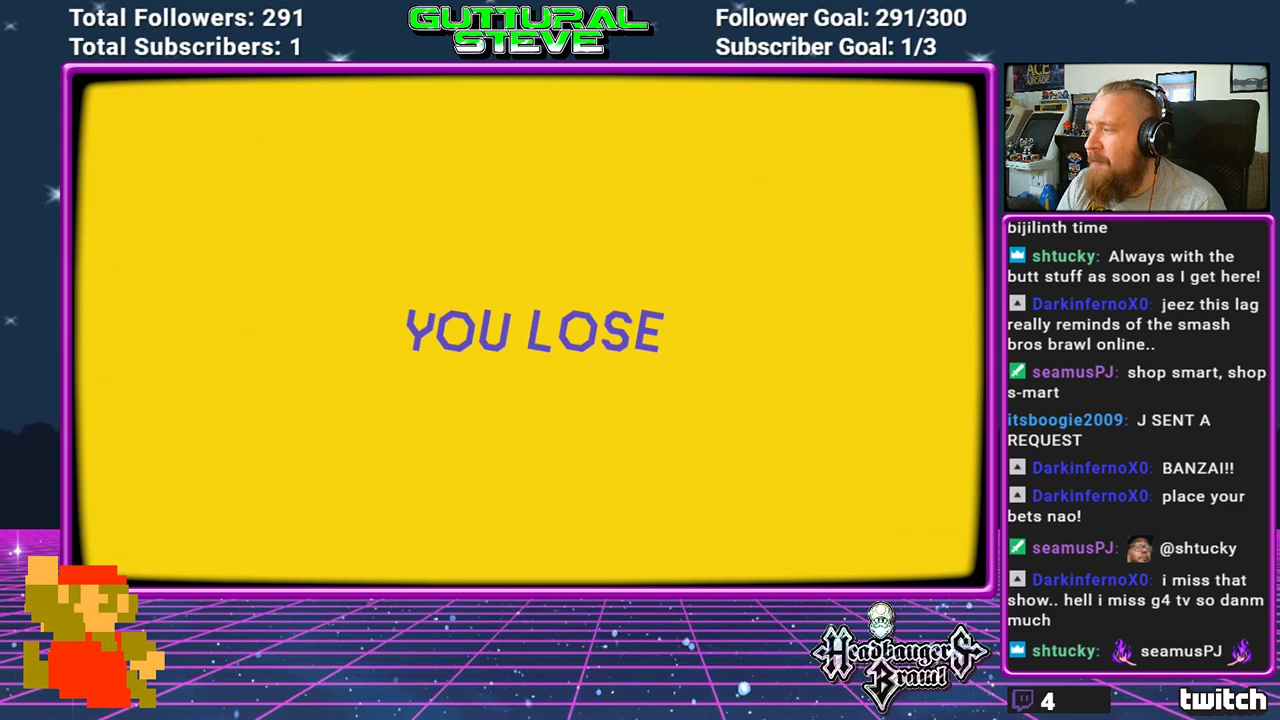 Total Followers: 291
Total Subscribers: 1
GUTTURAL
STEVE
Follower Goal: 291/300
Subscriber Goal: 1/3
YOU LOSE
ACE
ARCADE
bijilinth time
shtucky: Always with the
butt stuff as soon as I get here!
DarkinfernoX0: jeez this lag
really reminds of the smash
bros brawl online..
seamusPJ: shop smart, shop
s-mart
itsboogie2009: J SENT A
REQUEST
DarkinfernoX0: BANZAI!!
DarkinfernoX0: place your
bets nao!
seamusPJ: @shtucky
DarkinfernoX0: i miss that
show.. hell i miss g4 tv so danm
much
shtucky: seamusPJ
Headbangers
Brawl
4
twitch